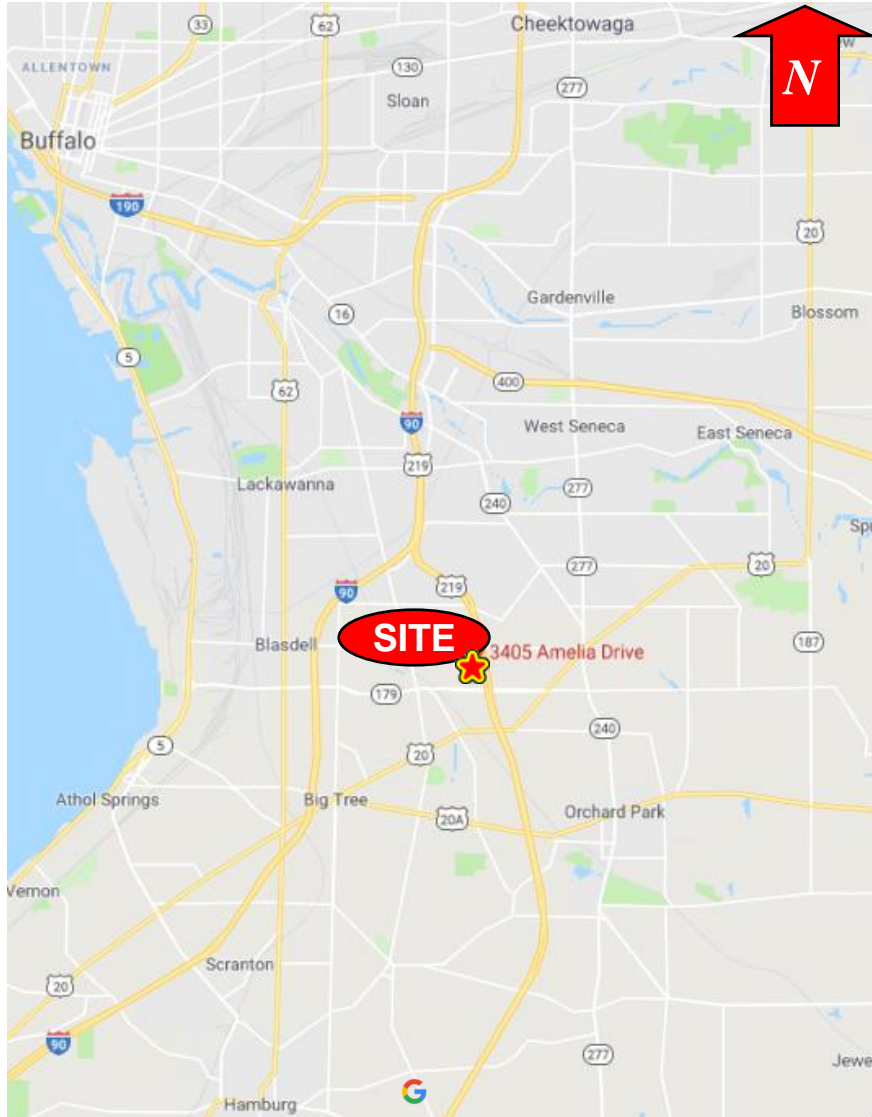 33
62
Cheektowaga
N
ew
ALLENTOWN
130
277
Sloan
Buffalo
190
20
Gardenville
16
Blossom
5
400
62
90
West Seneca
East Seneca
219
Lackawanna
277
240
Sp
277
20
219
90
SITE
Blasdell
3405 Amelia Drive
187
179
240
5
20
Athol Springs
Big Tree
20A
Orchard Park
Vernon
Scranton
20
90
277
Jewe
G
Hamburg